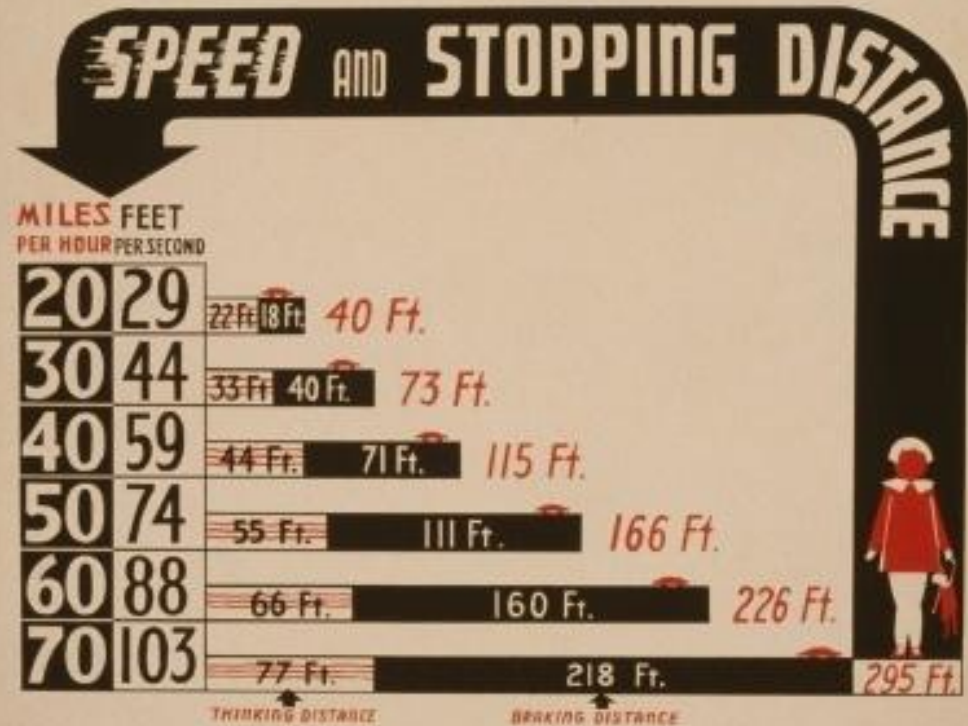 SPEED AND STOPPING DISTANCE
MILES PER HOUR
FEET PER SECOND
20 29 22 Ft. 18 Ft. 40 Ft.
30 44 33 Ft 40 Ft. 73 Ft.
40 59 44 Ft. 71 Ft. 115 Ft.
50 74 55 Ft. 111 Ft. 166 Ft.
60 88 66 Ft. 160 Ft. 226 Ft.
70 103 77 Ft. 218 Ft. 295 Ft.
THINKING DISTANCE BRAKING DISTANCE